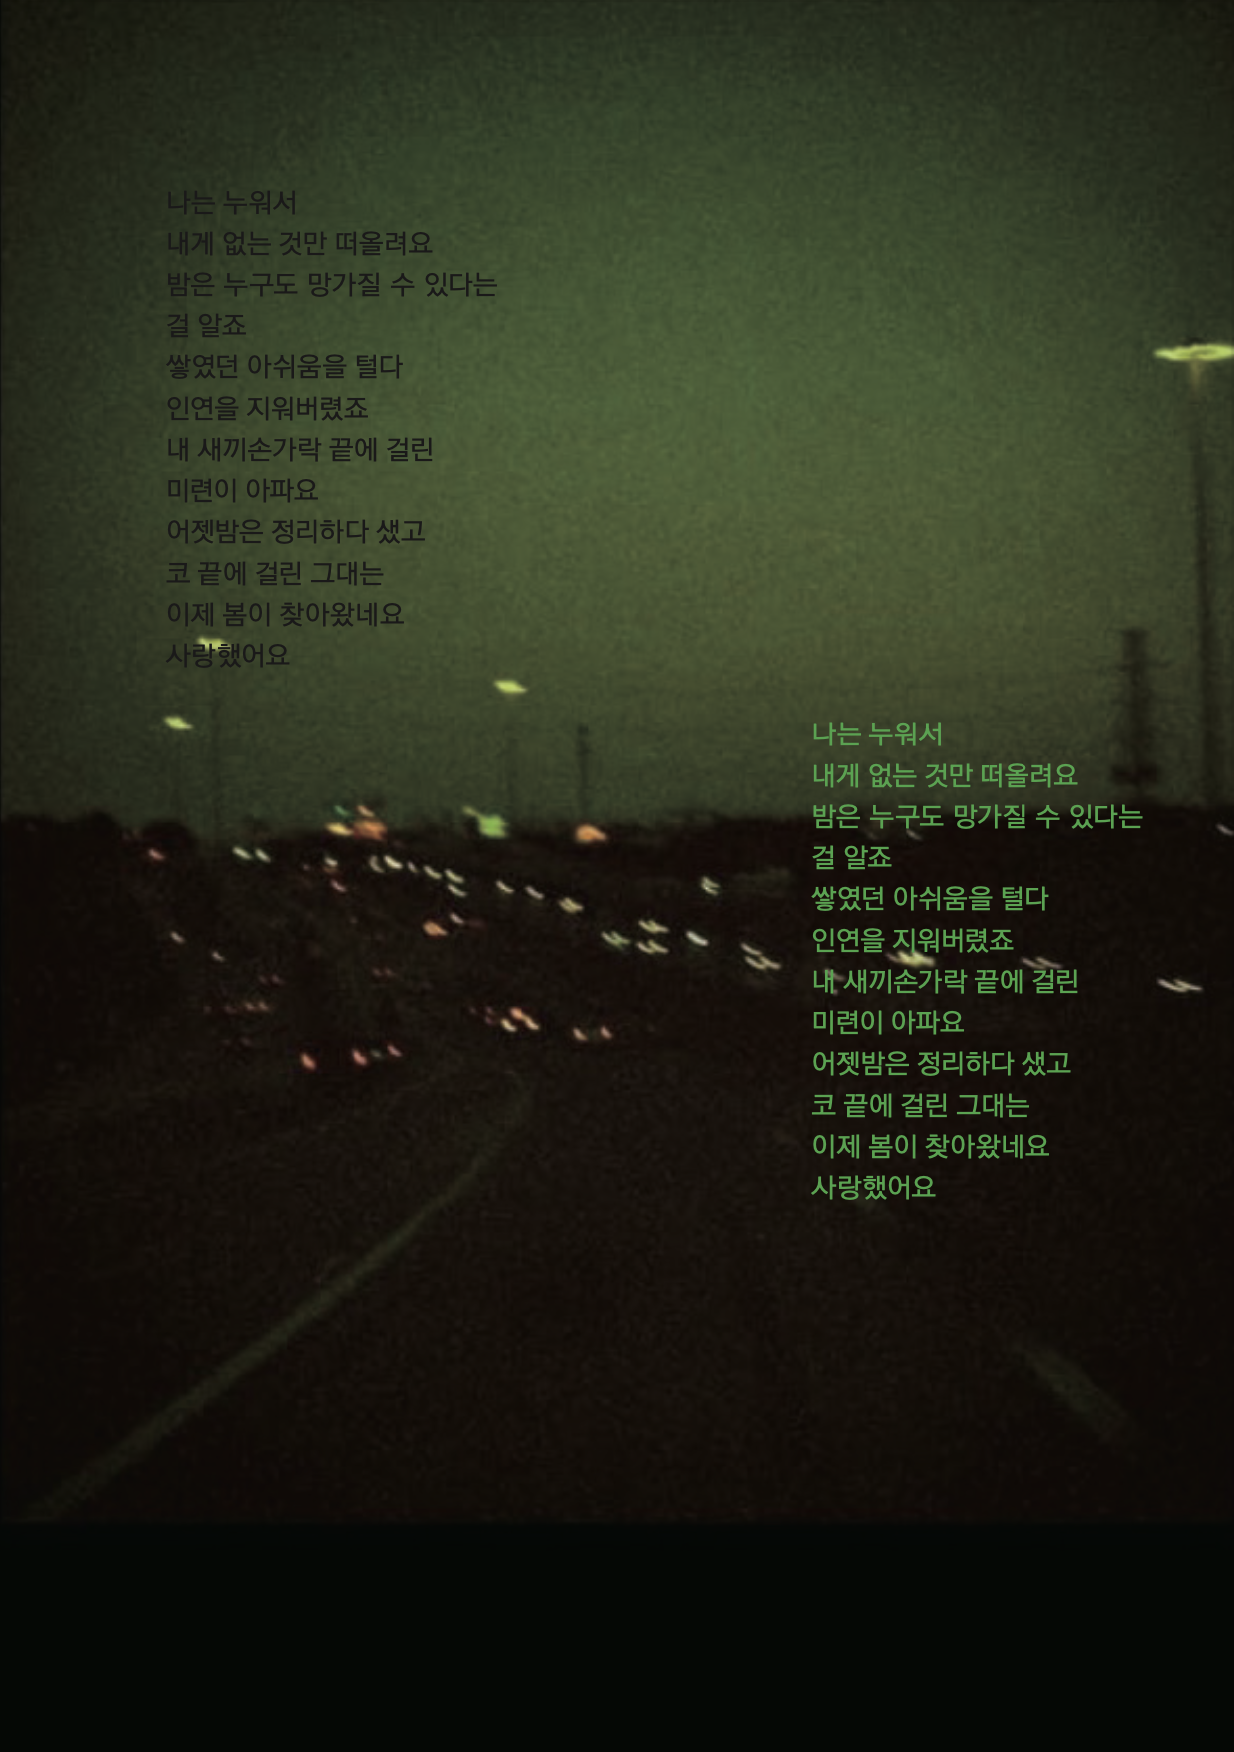 나는 누워서
내게 없는 것만 떠올려요
밤은 누구도 망가질 수 있다는
걸 알죠
쌓였던 아쉬움을 털다
인연을 지워버렸죠
내 새끼손가락 끝에 걸린
미련이 아파요
어젯밤은 정리하다 샜고
코 끝에 걸린 그대는
이제 봄이 찾아왔네요
사랑했어요
나는 누워서
내게 없는 것만 떠올려요
밤은 누구도 망가질 수 있다는
걸 알죠
쌓였던 아쉬움을 털다
인연을 지워버렸죠
내 새끼손가락 끝에 걸린
미련이 아파요
어젯밤은 정리하다 샜고
코 끝에 걸린 그대는
이제 봄이 찾아왔네요
사랑했어요